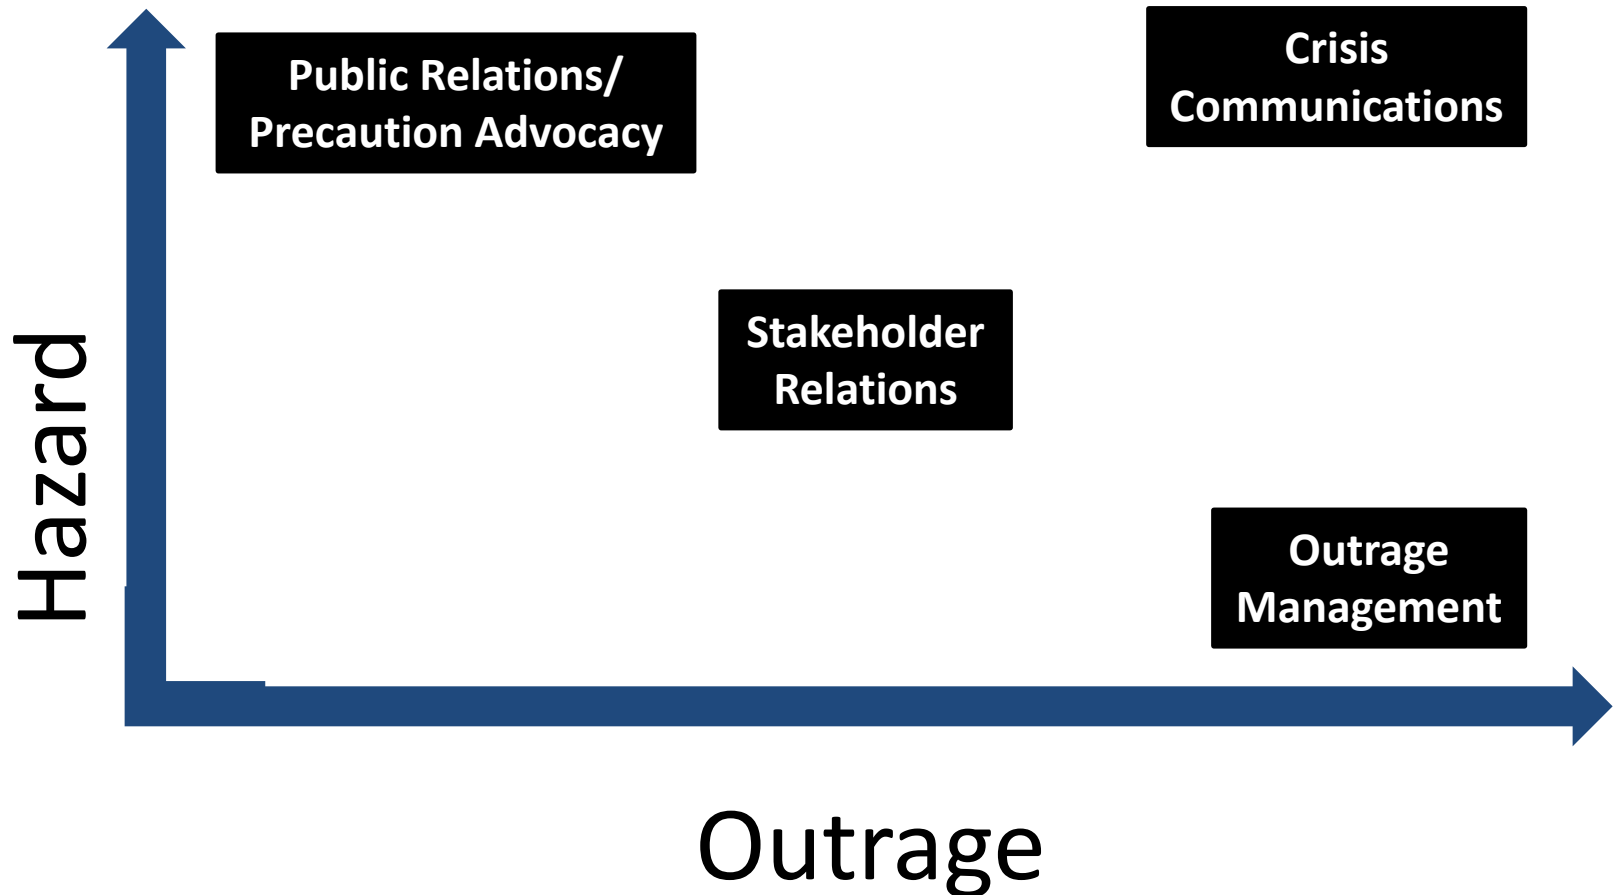 Public Relations/
Precaution Advocacy
Crisis
Communications
Stakeholder
Relations
Outrage
Management
Hazard
Outrage